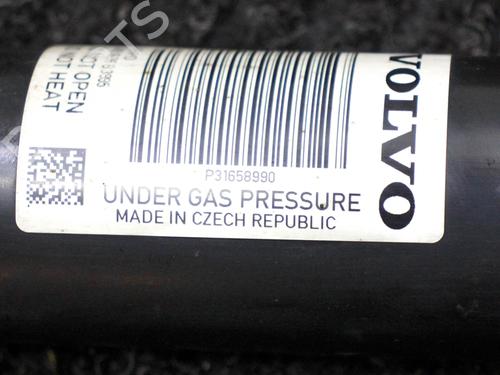 VOLVO
NOT OPEN
NOT HEAT
P31658990
UNDER GAS PRESSURE
MADE IN CZECH REPUBLIC